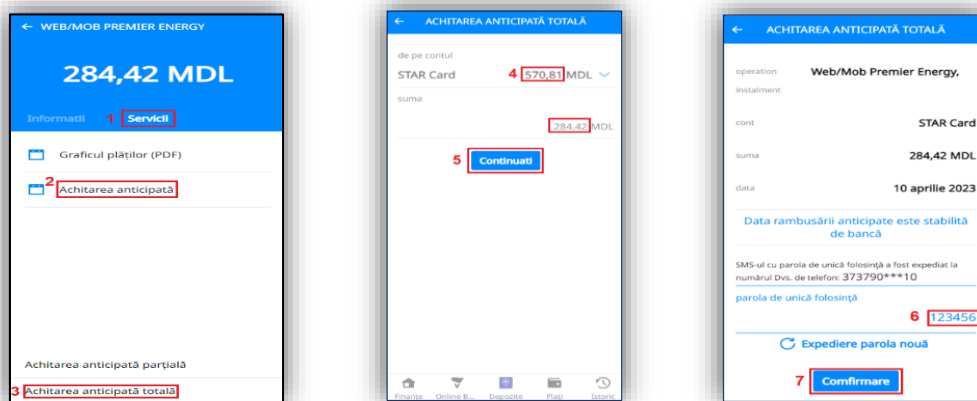 ← WEB/MOB PREMIER ENERGY
284,42 MDL
Informatii 1 Servicii
Graficul plăților (PDF)
2 Achitarea anticipată
Achitarea anticipată parțială
3 Achitarea anticipată totală
← ACHITAREA ANTICIPATĂ TOTALĂ
de pe contul
STAR Card 4 570,81 MDL
suma
284.42 MDL
5 Continuati
Finanțe Online B... Depozite Plați Istoric
← ACHITAREA ANTICIPATĂ TOTALĂ
operation Web/Mob Premier Energy,
instalment
cont STAR Card
suma 284,42 MDL
data 10 aprilie 2023
Data rambusării anticipate este stabilită
de bancă
SMS-ul cu parola de unică folosință a fost expediat la
numărul Dvs. de telefon: 373790***10
parola de unică folosință
6 123456
Expediere parola nouă
7 Comfirmare